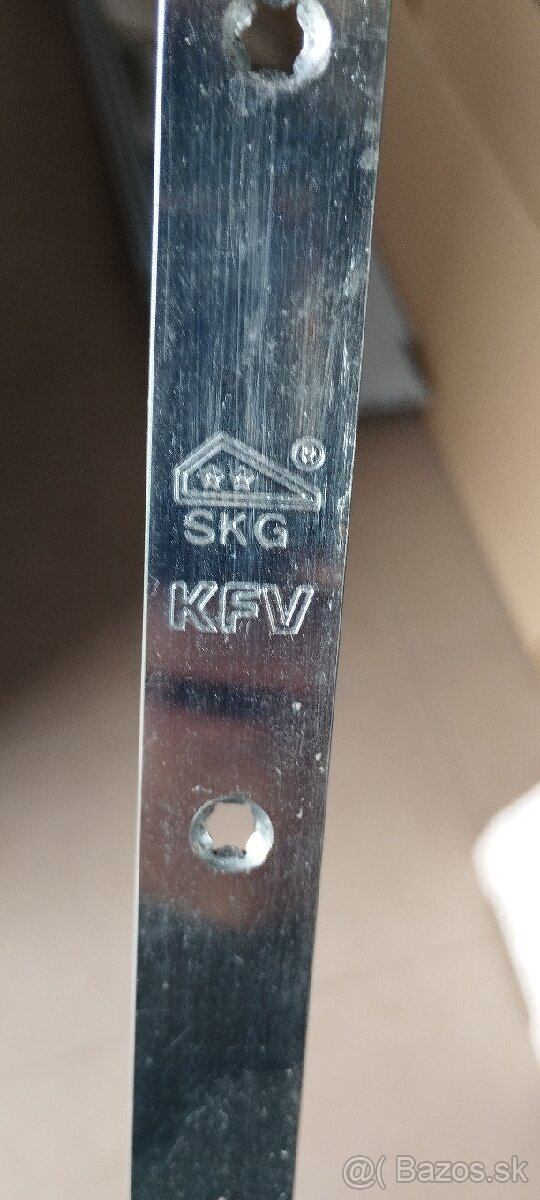 ★★ ®
SKG
KFV
@( Bazos.sk